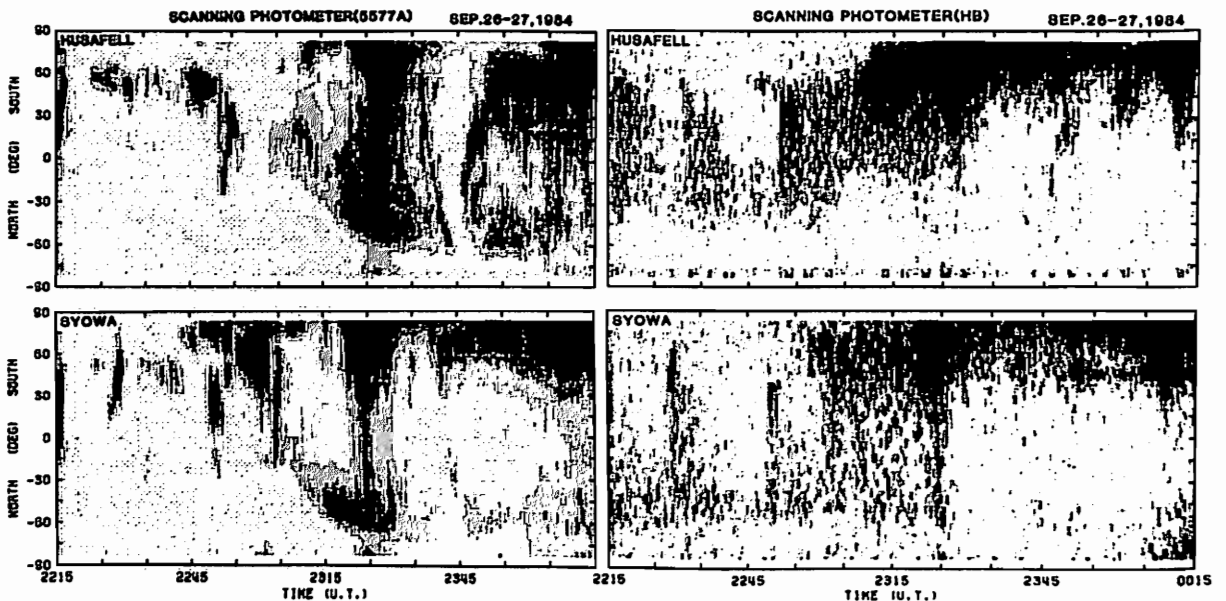 SCANNING PHOTOMETER(5577A) SEP.26-27,1984
SCANNING PHOTOMETER(HB) SEP.26-27,1984
HUSAFELL
90
60
30
0
-30
-60
-90
NORTH (DEG) SOUTH
HUSAFELL
SYOWA
90
60
30
0
-30
-60
-90
NORTH (DEG) SOUTH
2215 2245 2315 2345
TIME (U.T.)
SYOWA
2215 2245 2315 2345 0015
TIME (U.T.)